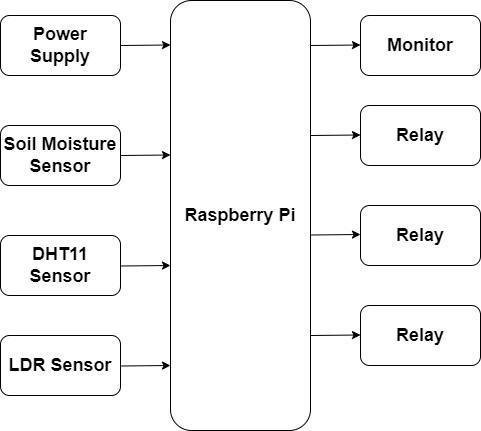 Power
Supply
Soil Moisture
Sensor
DHT11
Sensor
LDR Sensor
Raspberry Pi
Monitor
Relay
Relay
Relay